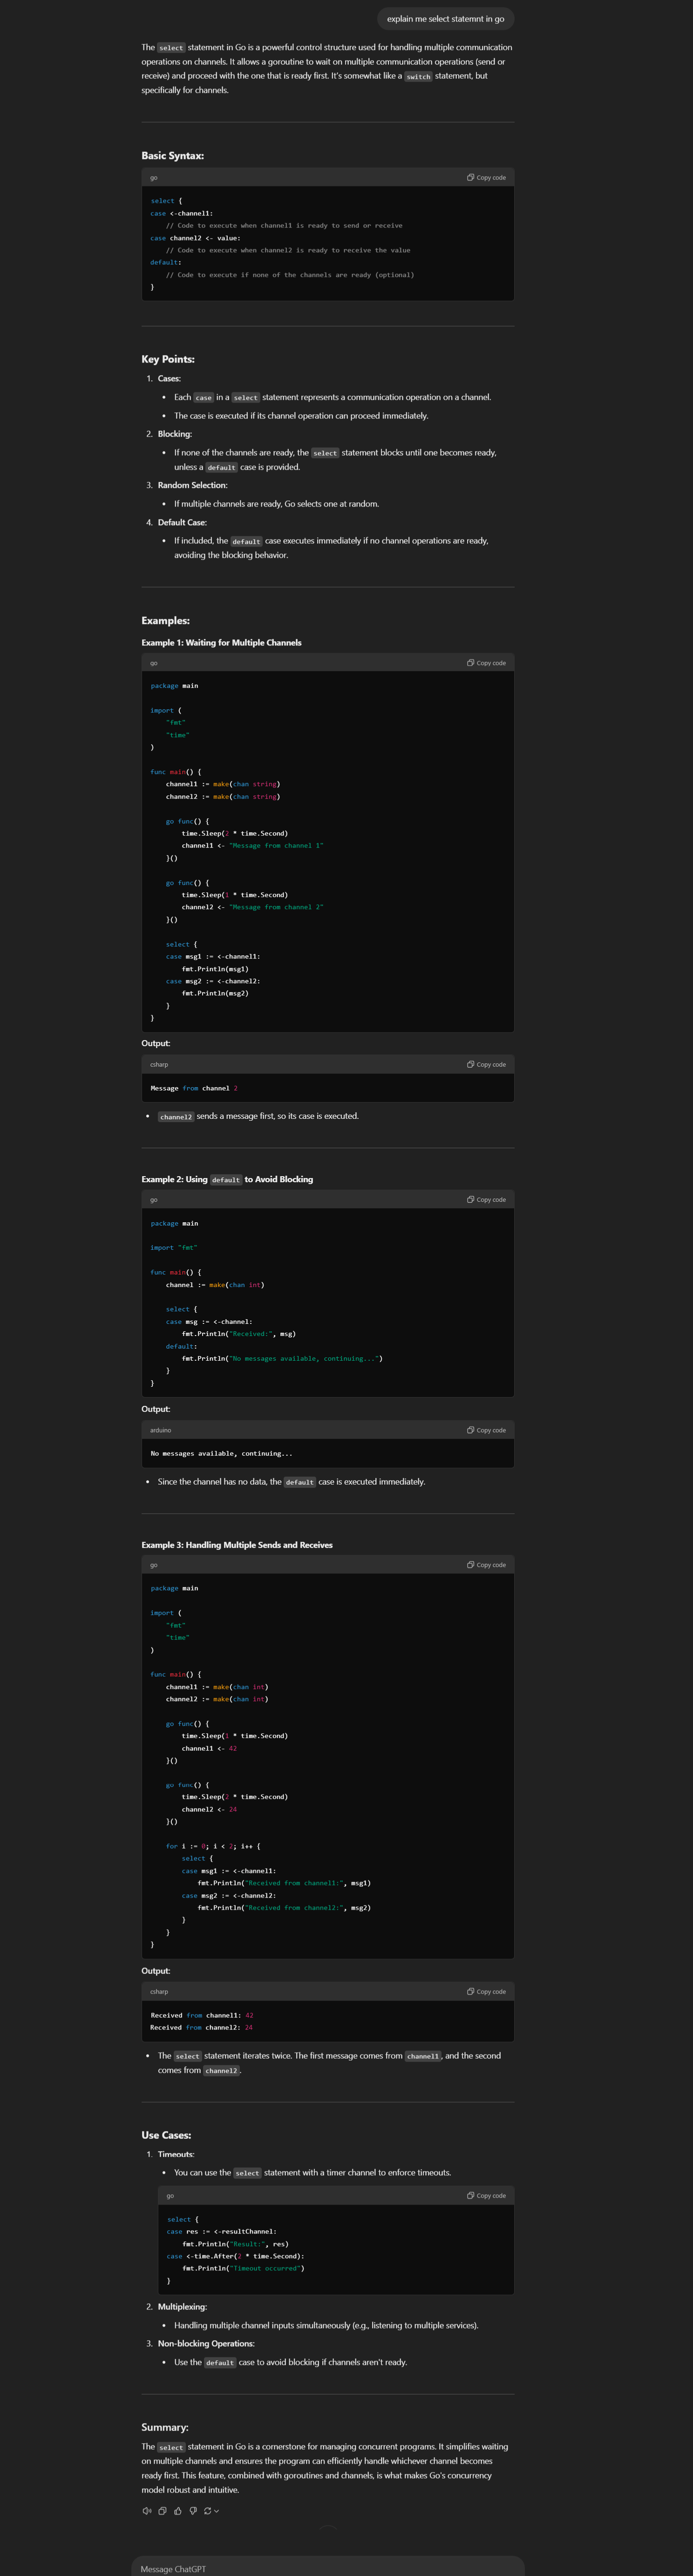 explain me select statemnt in go
The select statement in Go is a powerful control structure used for handling multiple communication
operations on channels. It allows a goroutine to wait on multiple communication operations (send or
receive) and proceed with the one that is ready first. It's somewhat like a switch statement, but
specifically for channels.
Basic Syntax:
go Copy code
select {
case <-channel1:
    // Code to execute when channel1 is ready to send or receive
case channel2 <- value:
    // Code to execute when channel2 is ready to receive the value
default:
    // Code to execute if none of the channels are ready (optional)
}
Key Points:
1. Cases:
• Each case in a select statement represents a communication operation on a channel.
• The case is executed if its channel operation can proceed immediately.
2. Blocking:
• If none of the channels are ready, the select statement blocks until one becomes ready,
unless a default case is provided.
3. Random Selection:
• If multiple channels are ready, Go selects one at random.
4. Default Case:
• If included, the default case executes immediately if no channel operations are ready,
avoiding the blocking behavior.
Examples:
Example 1: Waiting for Multiple Channels
go Copy code
package main
import (
    "fmt"
    "time"
)
func main() {
    channel1 := make(chan string)
    channel2 := make(chan string)
    go func() {
        time.Sleep(2 * time.Second)
        channel1 <- "Message from channel 1"
    }()
    go func() {
        time.Sleep(1 * time.Second)
        channel2 <- "Message from channel 2"
    }()
    select {
    case msg1 := <-channel1:
        fmt.Println(msg1)
    case msg2 := <-channel2:
        fmt.Println(msg2)
    }
}
Output:
csharp Copy code
Message from channel 2
• channel2 sends a message first, so its case is executed.
Example 2: Using default to Avoid Blocking
go Copy code
package main
import "fmt"
func main() {
    channel := make(chan int)
    select {
    case msg := <-channel:
        fmt.Println("Received:", msg)
    default:
        fmt.Println("No messages available, continuing...")
    }
}
Output:
arduino Copy code
No messages available, continuing...
• Since the channel has no data, the default case is executed immediately.
Example 3: Handling Multiple Sends and Receives
go Copy code
package main
import (
    "fmt"
    "time"
)
func main() {
    channel1 := make(chan int)
    channel2 := make(chan int)
    go func() {
        time.Sleep(1 * time.Second)
        channel1 <- 42
    }()
    go func() {
        time.Sleep(2 * time.Second)
        channel2 <- 24
    }()
    for i := 0; i < 2; i++ {
        select {
        case msg1 := <-channel1:
            fmt.Println("Received from channel1:", msg1)
        case msg2 := <-channel2:
            fmt.Println("Received from channel2:", msg2)
        }
    }
}
Output:
csharp Copy code
Received from channel1: 42
Received from channel2: 24
• The select statement iterates twice. The first message comes from channel1, and the second
comes from channel2.
Use Cases:
1. Timeouts:
• You can use the select statement with a timer channel to enforce timeouts.
go Copy code
select {
case res := <-resultChannel:
    fmt.Println("Result:", res)
case <-time.After(2 * time.Second):
    fmt.Println("Timeout occurred")
}
2. Multiplexing:
• Handling multiple channel inputs simultaneously (e.g., listening to multiple services).
3. Non-blocking Operations:
• Use the default case to avoid blocking if channels aren't ready.
Summary:
The select statement in Go is a cornerstone for managing concurrent programs. It simplifies waiting
on multiple channels and ensures the program can efficiently handle whichever channel becomes
ready first. This feature, combined with goroutines and channels, is what makes Go's concurrency
model robust and intuitive.
Message ChatGPT